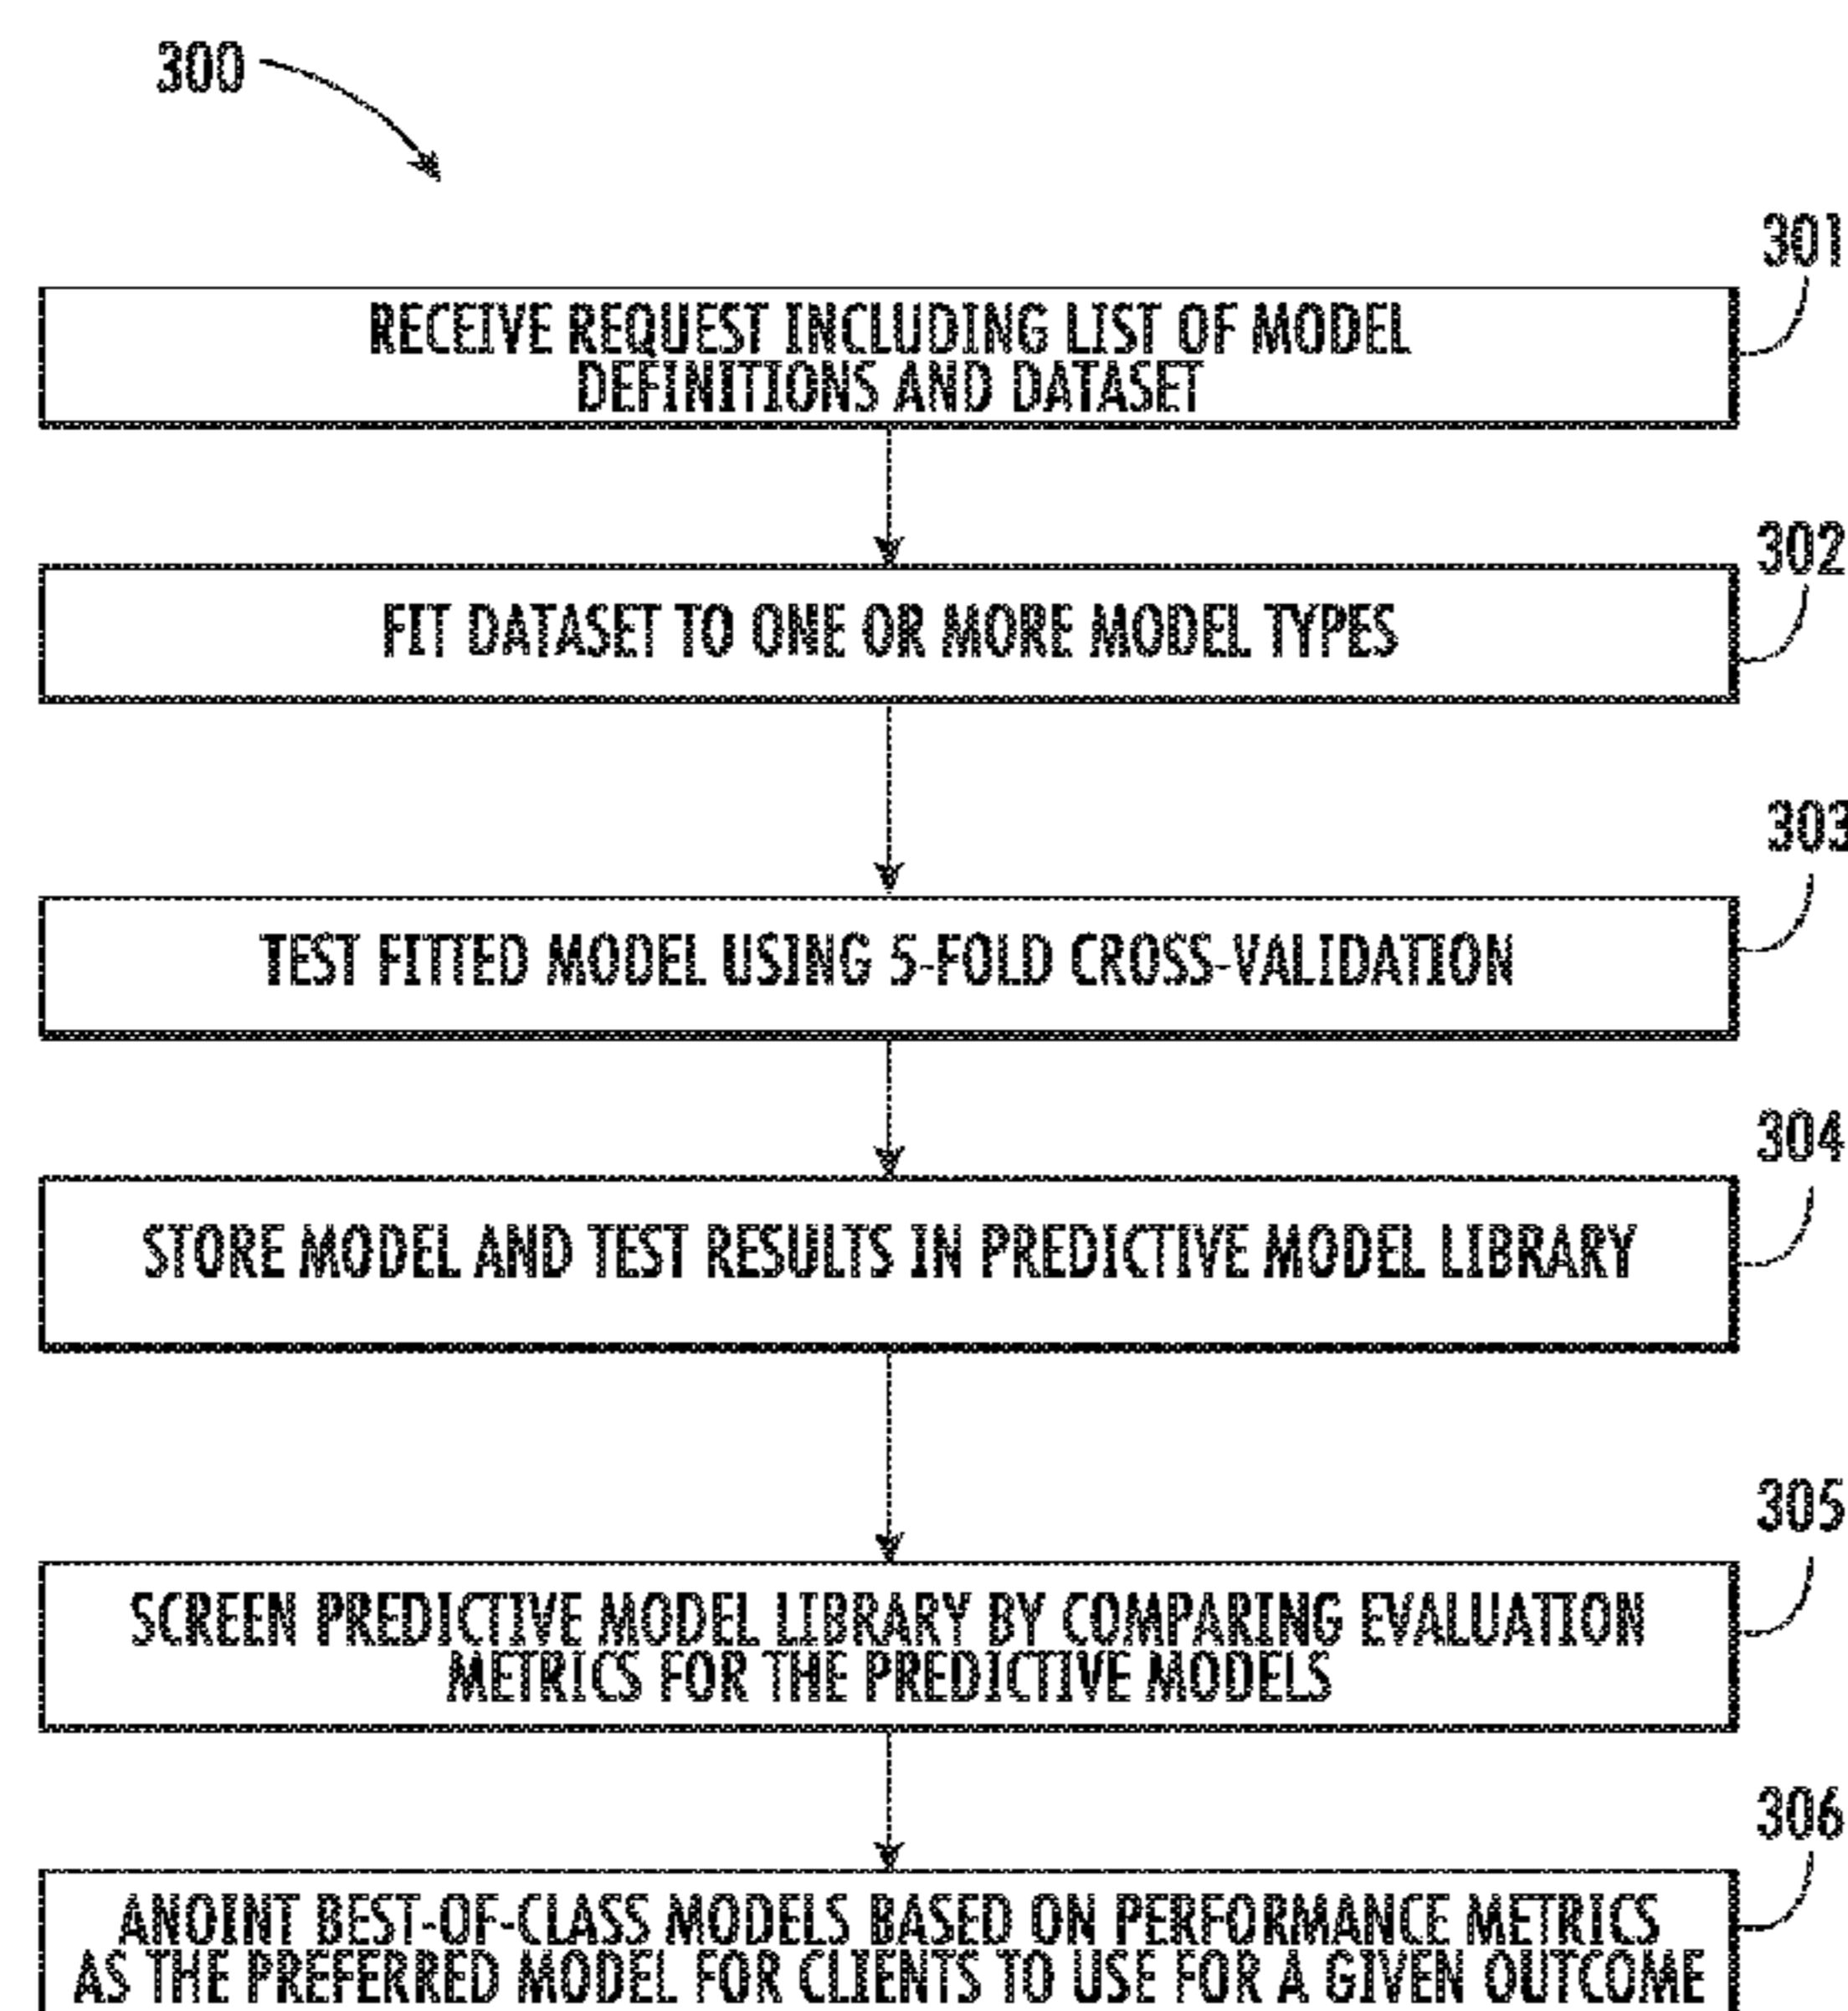 300
301
RECEIVE REQUEST INCLUDING LIST OF MODEL
DEFINITIONS AND DATASET
302
FIT DATASET TO ONE OR MORE MODEL TYPES
303
TEST FITTED MODEL USING 5-FOLD CROSS-VALIDATION
304
STORE MODEL AND TEST RESULTS IN PREDICTIVE MODEL LIBRARY
305
SCREEN PREDICTIVE MODEL LIBRARY BY COMPARING EVALUATION
METRICS FOR THE PREDICTIVE MODELS
306
ANOINT BEST-OF-CLASS MODELS BASED ON PERFORMANCE METRICS
AS THE PREFERRED MODEL FOR CLIENTS TO USE FOR A GIVEN OUTCOME